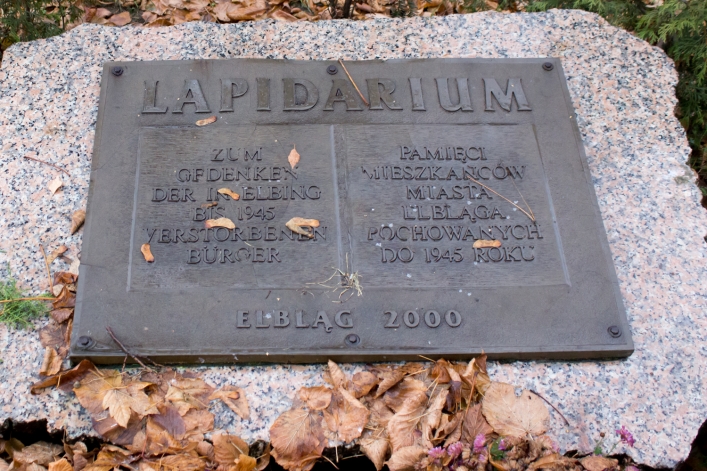 LAPIDARIUM
ZUM
GEDENKEN
DER IN ELBING
BIS 1945
VERSTORBENEN
BÜRGER
PAMIĘCI
MIESZKAŃCÓW
MIASTA
ELBLĄGA
POCHOWANYCH
DO 1945 ROKU
ELBLĄG 2000